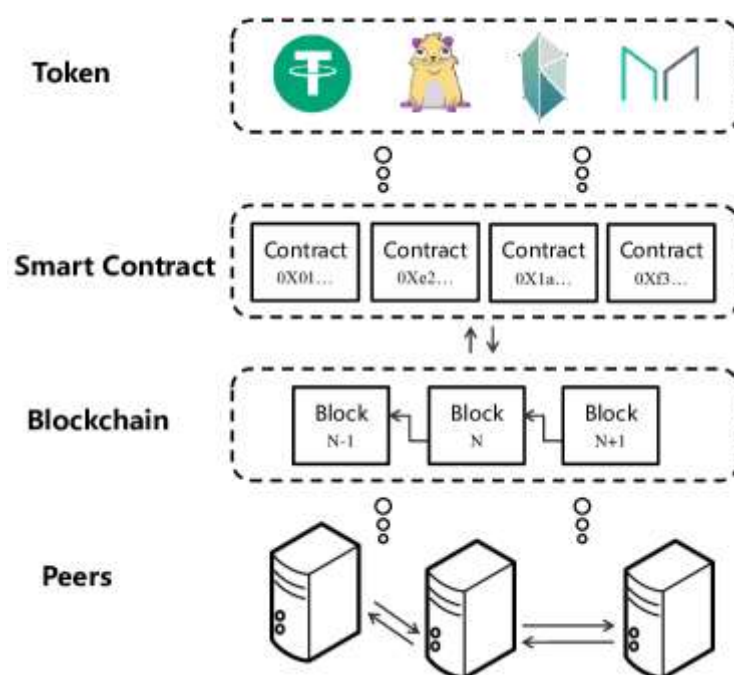 Token
Smart Contract
Contract
0X01...
Contract
0Xe2...
Contract
0X1a...
Contract
0Xf3...
Blockchain
Block
N-1
Block
N
Block
N+1
Peers